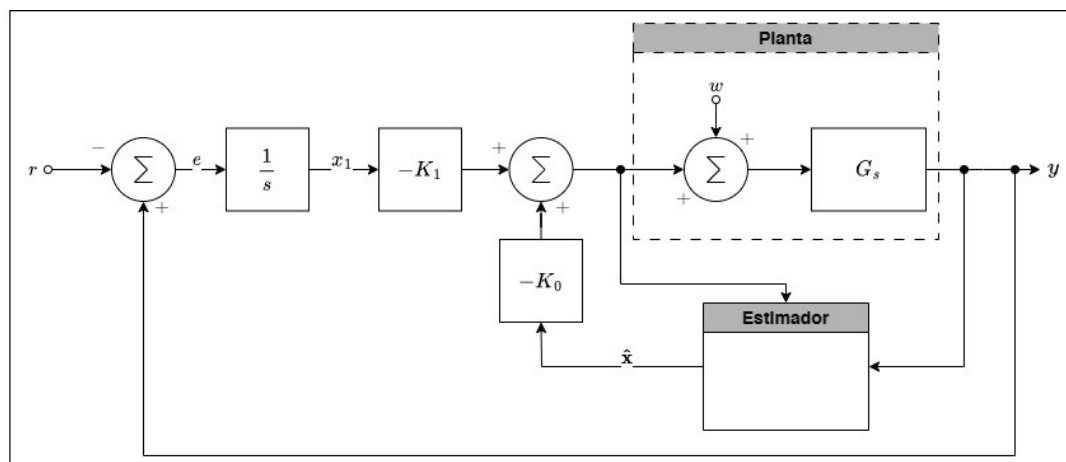 Planta
w
− e x₁ + +
r ∑ 1/s −K₁ ∑ ∑ Gₛ y
+ + +
−K₀
Estimador
x̂